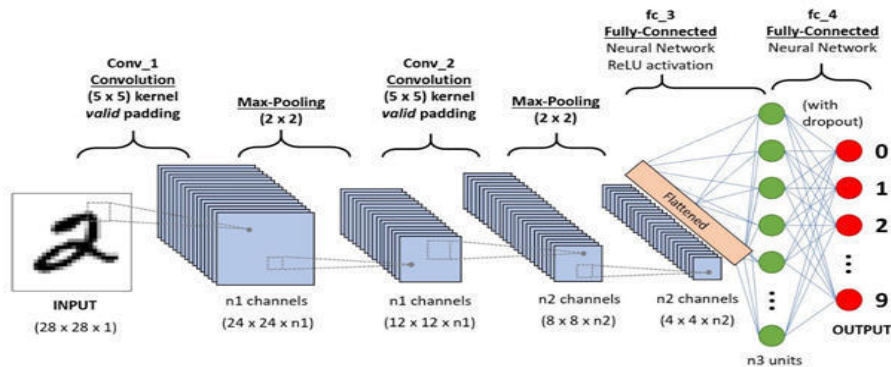 fc_3
Fully-Connected
Neural Network
ReLU activation
fc_4
Fully-Connected
Neural Network
Conv_1
Convolution
(5 x 5) kernel
valid padding
Max-Pooling
(2 x 2)
Conv_2
Convolution
(5 x 5) kernel
valid padding
Max-Pooling
(2 x 2)
(with
dropout)
Flattened
0
1
2
9
2
INPUT
(28 x 28 x 1)
n1 channels
(24 x 24 x n1)
n1 channels
(12 x 12 x n1)
n2 channels
(8 x 8 x n2)
n2 channels
(4 x 4 x n2)
OUTPUT
n3 units